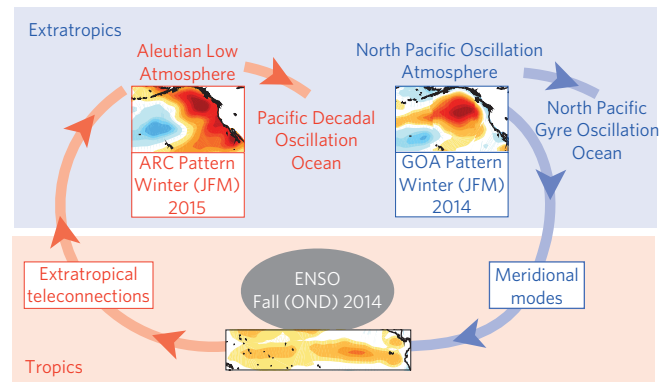 Extratropics
Aleutian Low
Atmosphere
North Pacific Oscillation
Atmosphere
Pacific Decadal
Oscillation
Ocean
North Pacific
Gyre Oscillation
Ocean
ARC Pattern
Winter (JFM)
2015
GOA Pattern
Winter (JFM)
2014
Extratropical
teleconnections
ENSO
Fall (OND) 2014
Meridional
modes
Tropics